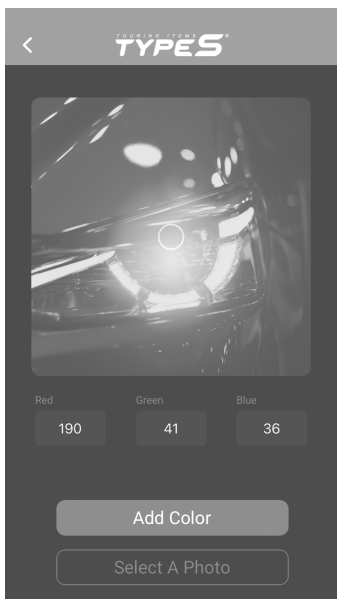 TOURING ITEMS
TYPE S®
Red Green Blue
190 41 36
Add Color
Select A Photo